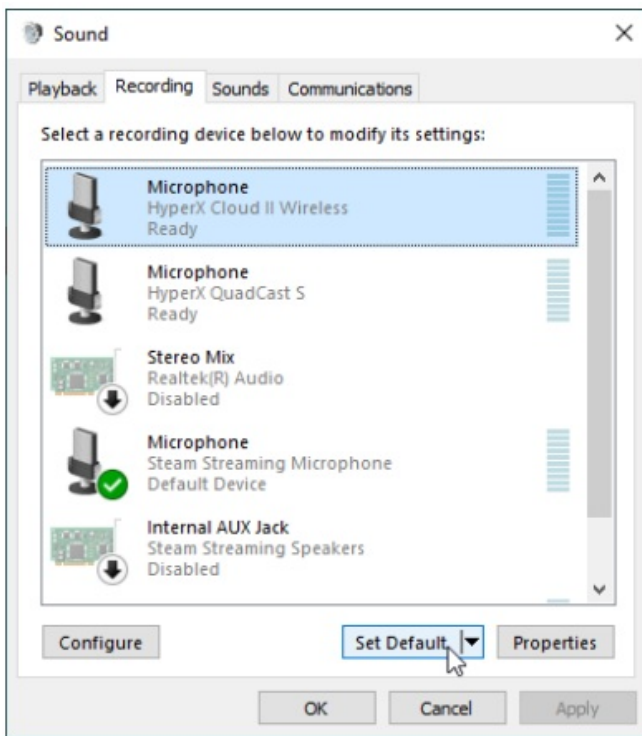 Sound
Playback Recording Sounds Communications
Select a recording device below to modify its settings:
Microphone
HyperX Cloud II Wireless
Ready
Microphone
HyperX QuadCast S
Ready
Stereo Mix
Realtek(R) Audio
Disabled
Microphone
Steam Streaming Microphone
Default Device
Internal AUX Jack
Steam Streaming Speakers
Disabled
Configure Set Default Properties
OK Cancel Apply